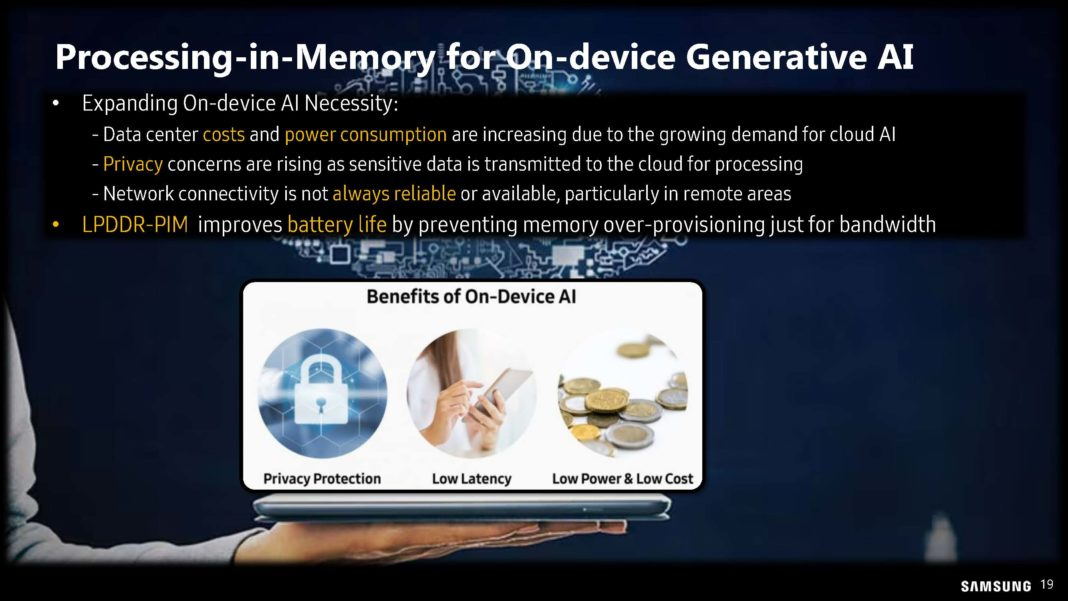 Processing-in-Memory for On-device Generative AI
• Expanding On-device AI Necessity:
- Data center costs and power consumption are increasing due to the growing demand for cloud AI
- Privacy concerns are rising as sensitive data is transmitted to the cloud for processing
- Network connectivity is not always reliable or available, particularly in remote areas
• LPDDR-PIM improves battery life by preventing memory over-provisioning just for bandwidth
Benefits of On-Device AI
Privacy Protection
Low Latency
Low Power & Low Cost
SAMSUNG 19